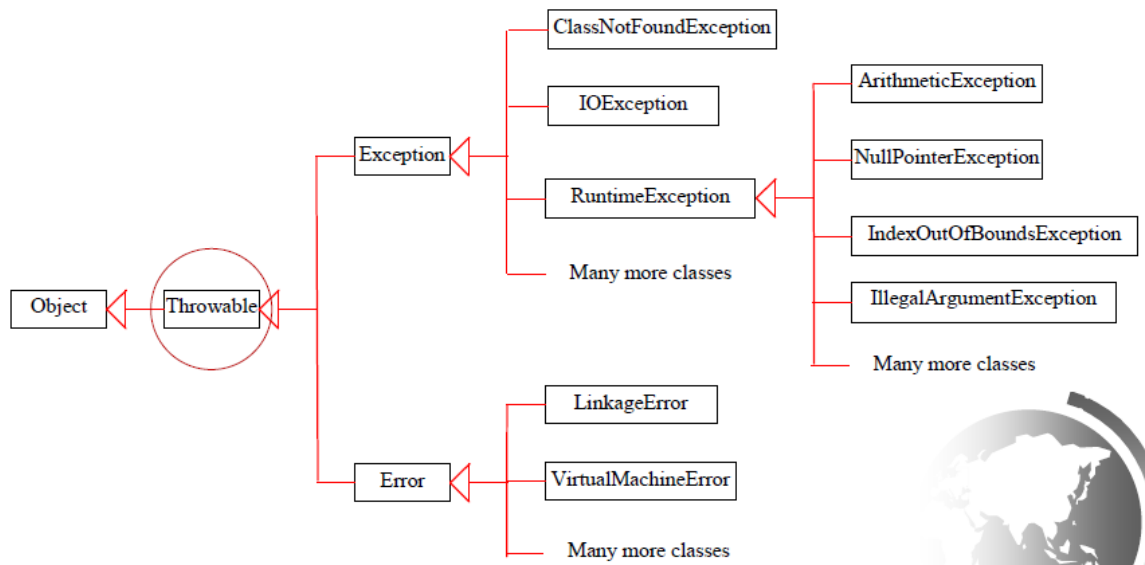 ClassNotFoundException
IOException
Exception
RuntimeException
Many more classes
ArithmeticException
NullPointerException
IndexOutOfBoundsException
IllegalArgumentException
Many more classes
Object
Throwable
LinkageError
Error
VirtualMachineError
Many more classes